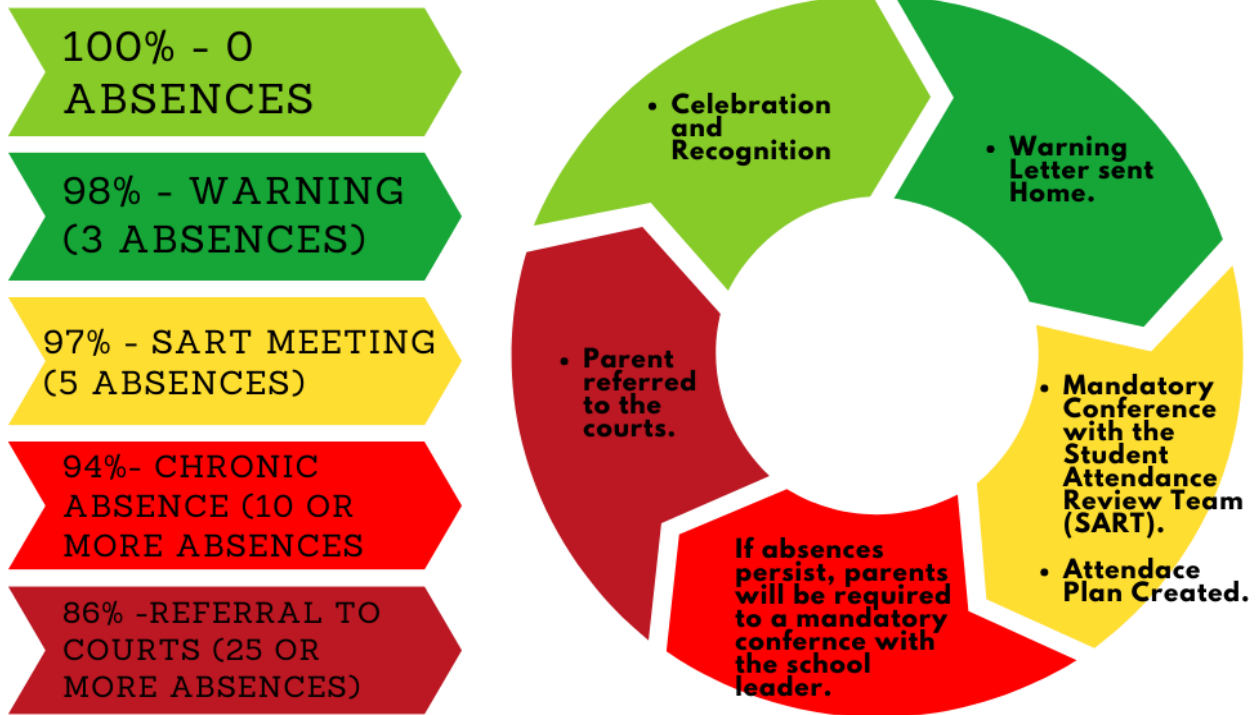 100% - 0
ABSENCES
98% - WARNING
(3 ABSENCES)
97% - SART MEETING
(5 ABSENCES)
94%- CHRONIC
ABSENCE (10 OR
MORE ABSENCES
86% -REFERRAL TO
COURTS (25 OR
MORE ABSENCES)
• Celebration
and
Recognition
• Warning
Letter sent
Home.
• Mandatory
Conference
with the
Student
Attendance
Review Team
(SART).
• Attendace
Plan Created.
If absences
persist, parents
will be required
to a mandatory
confernce with
the school
leader.
• Parent
referred
to the
courts.